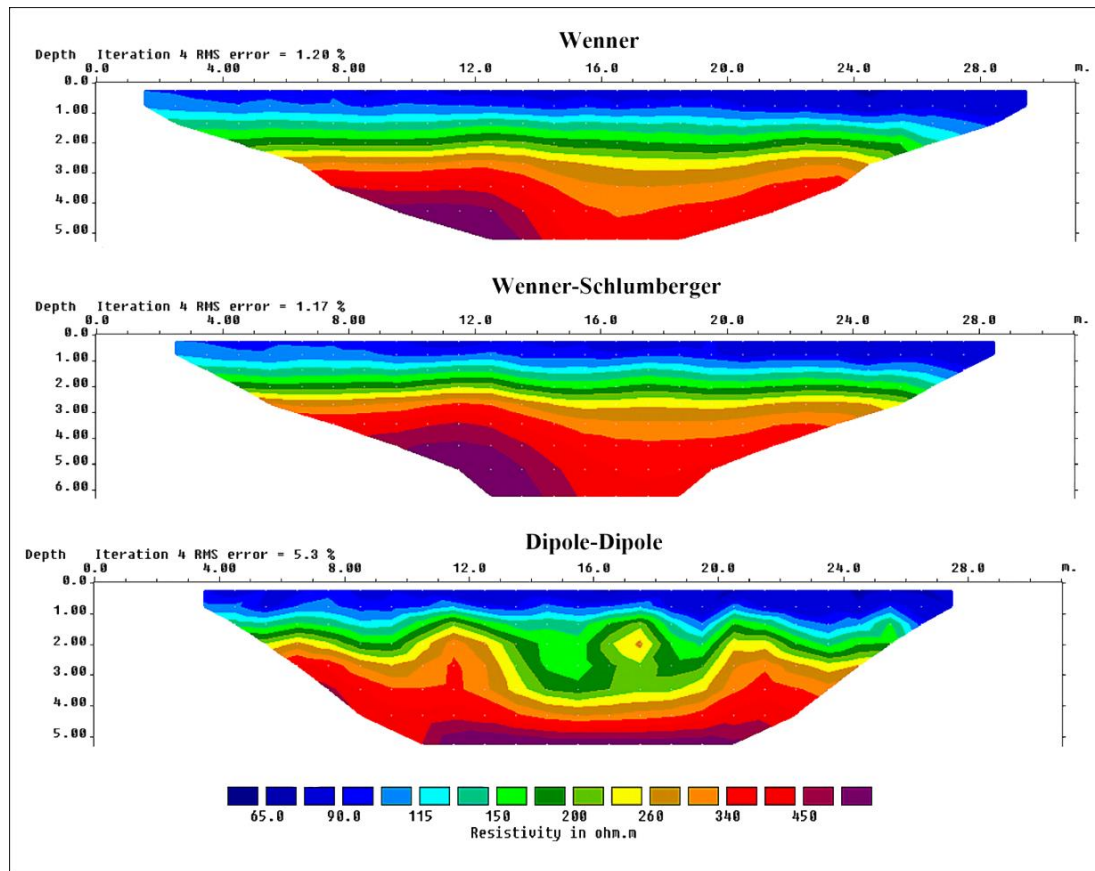 Wenner
Depth Iteration 4 RMS error = 1.20 %
0.0 4.00 8.00 12.0 16.0 20.0 24.0 28.0 m.
0.0
1.00
2.00
3.00
4.00
5.00
Wenner-Schlumberger
Depth Iteration 4 RMS error = 1.17 %
0.0 4.00 8.00 12.0 16.0 20.0 24.0 28.0 m.
0.0
1.00
2.00
3.00
4.00
5.00
6.00
Dipole-Dipole
Depth Iteration 4 RMS error = 5.3 %
0.0 4.00 8.00 12.0 16.0 20.0 24.0 28.0 m.
0.0
1.00
2.00
3.00
4.00
5.00
65.0 90.0 115 150 200 260 340 450
Resistivity in ohm.m